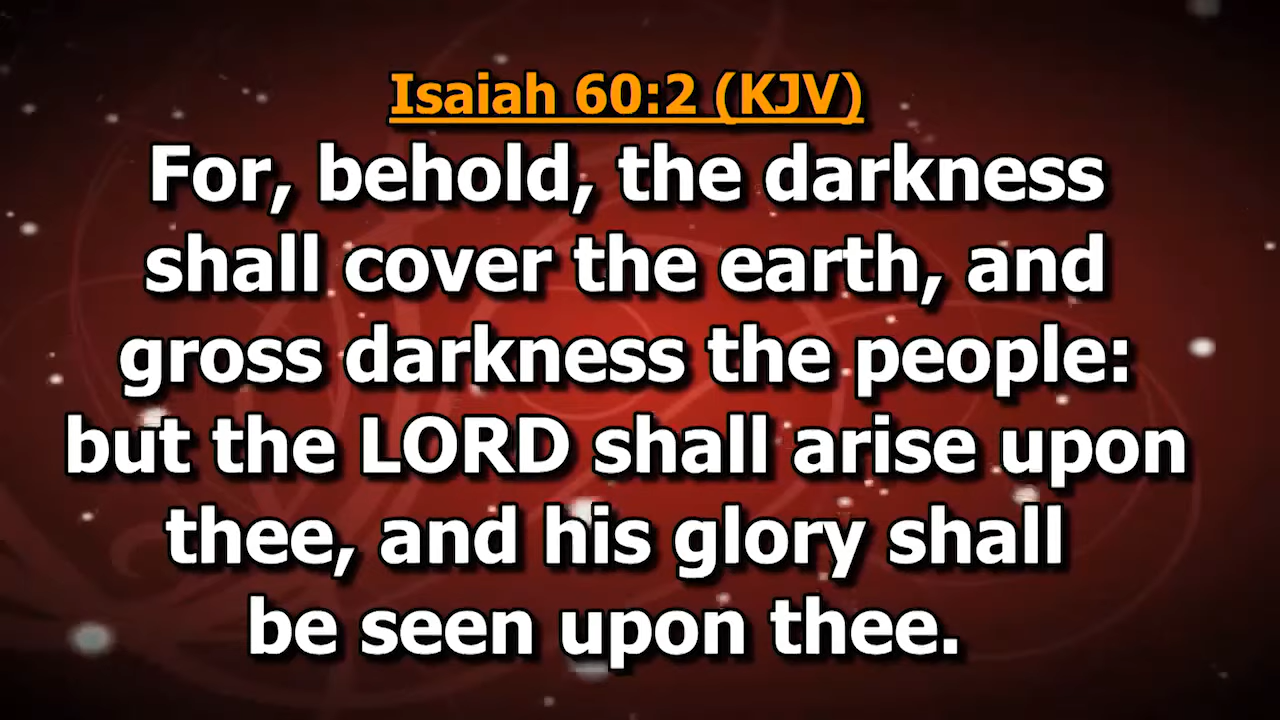 Isaiah 60:2 (KJV)
For, behold, the darkness
shall cover the earth, and
gross darkness the people:
but the LORD shall arise upon
thee, and his glory shall
be seen upon thee.